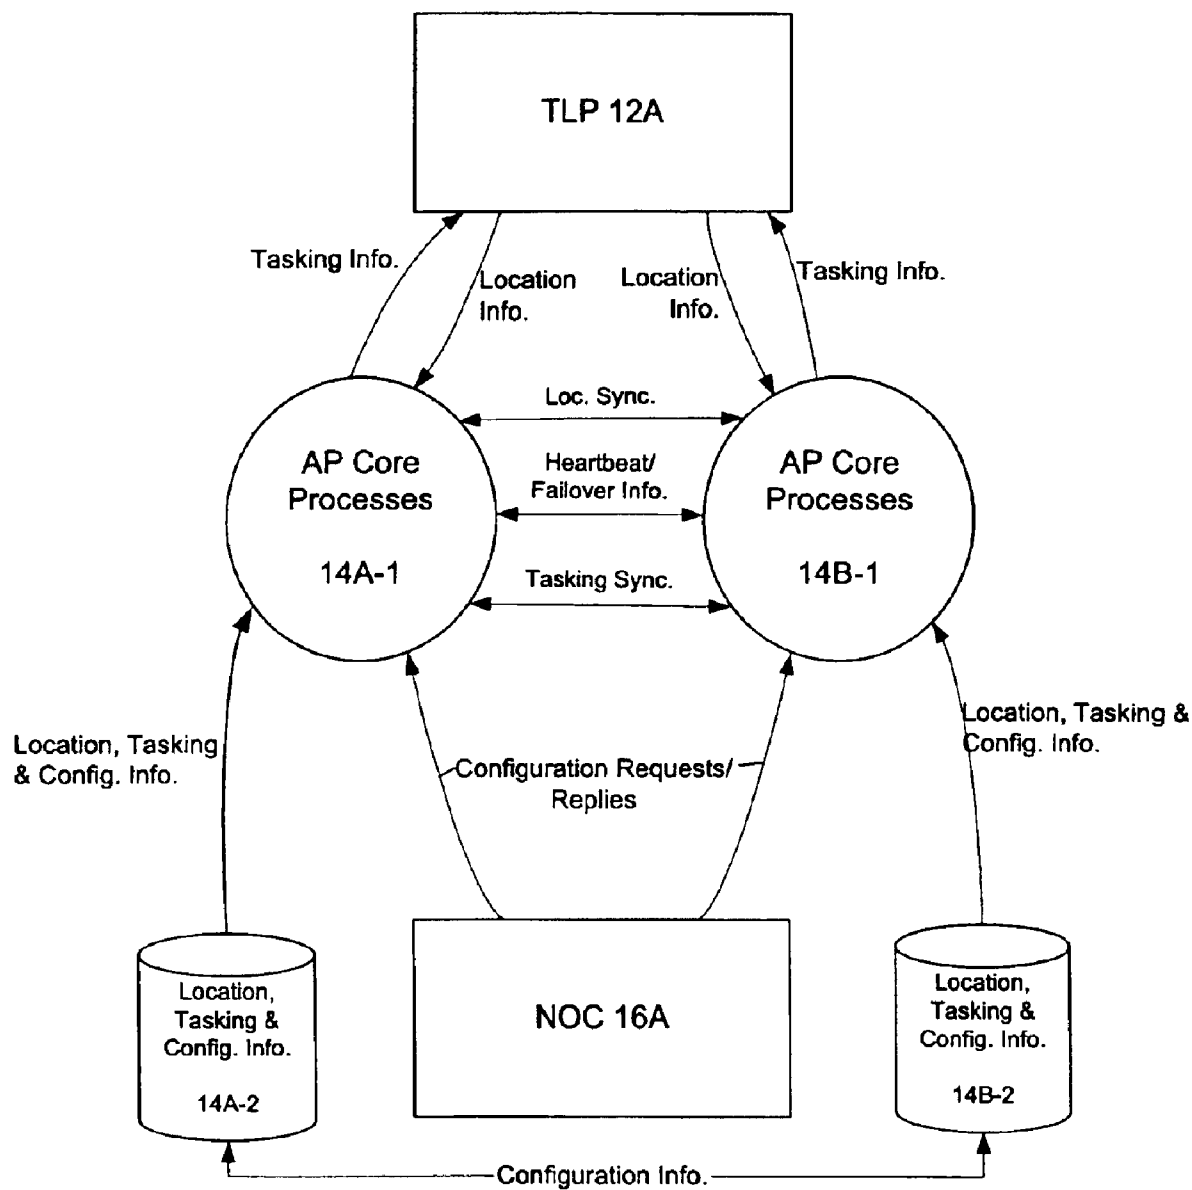 TLP 12A
Tasking Info.
Location
Info.
Location
Info.
Tasking Info.
Loc. Sync.
AP Core
Processes
14A-1
Heartbeat/
Failover Info.
AP Core
Processes
14B-1
Tasking Sync.
Location, Tasking
& Config. Info.
Configuration Requests/
Replies
Location, Tasking &
Config. Info.
Location,
Tasking &
Config. Info.
14A-2
NOC 16A
Location,
Tasking &
Config. Info.
14B-2
Configuration Info.